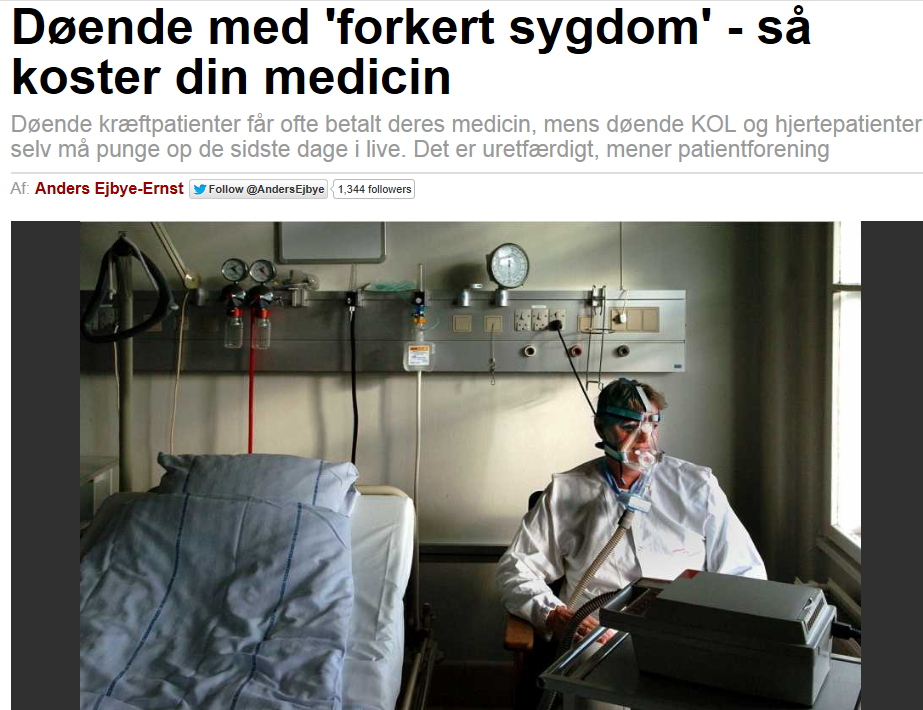 Døende med 'forkert sygdom' - så
koster din medicin
Døende kræftpatienter får ofte betalt deres medicin, mens døende KOL og hjertepatienter
selv må punge op de sidste dage i live. Det er uretfærdigt, mener patientforening
Af: Anders Ejbye-Ernst Follow @AndersEjbye 1,344 followers